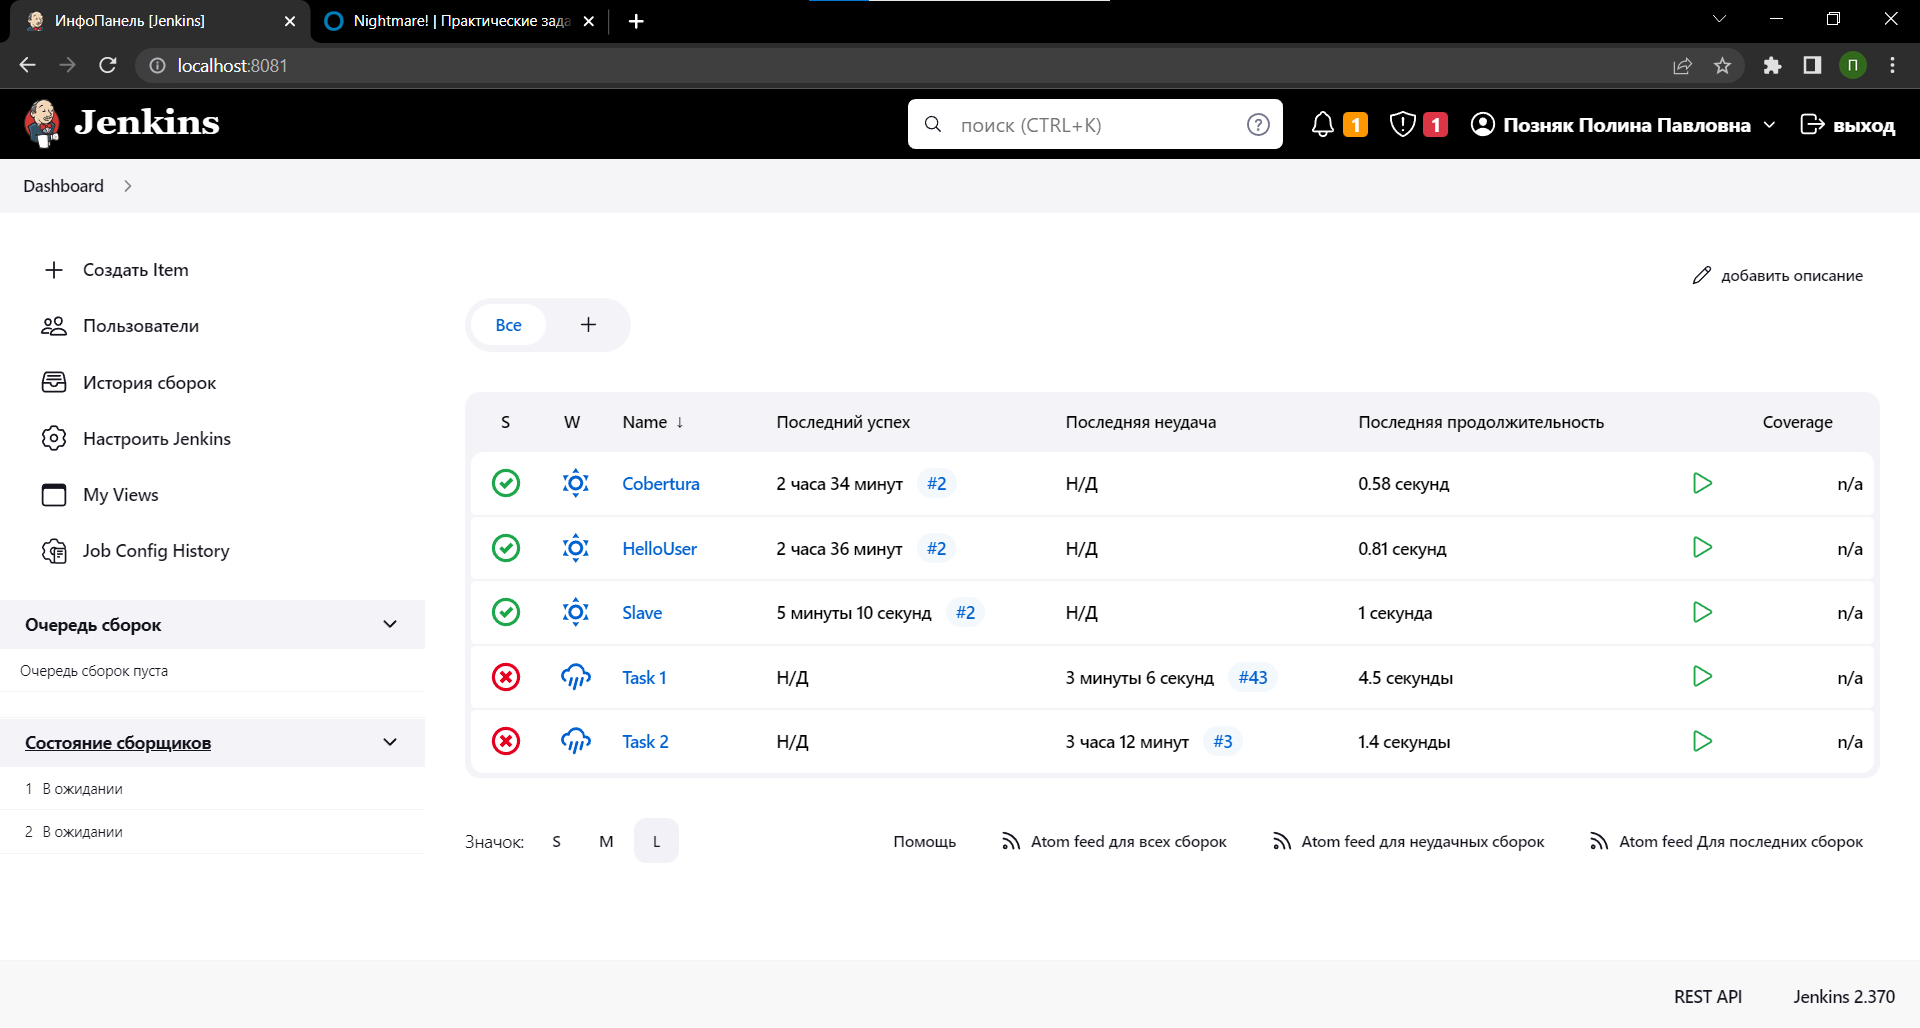 ИнфоПанель [Jenkins]
Nightmare! | Практические зада
localhost:8081
П
Jenkins
поиск (CTRL+K)
1
1
Позняк Полина Павловна
выход
Dashboard
Создать Item
Пользователи
История сборок
Настроить Jenkins
My Views
Job Config History
Очередь сборок
Очередь сборок пуста
Состояние сборщиков
1 В ожидании
2 В ожидании
добавить описание
Все +
S W Name ↓ Последний успех Последняя неудача Последняя продолжительность Coverage
Cobertura 2 часа 34 минут #2 Н/Д 0.58 секунд n/a
HelloUser 2 часа 36 минут #2 Н/Д 0.81 секунд n/a
Slave 5 минуты 10 секунд #2 Н/Д 1 секунда n/a
Task 1 Н/Д 3 минуты 6 секунд #43 4.5 секунды n/a
Task 2 Н/Д 3 часа 12 минут #3 1.4 секунды n/a
Значок: S M L
Помощь
Atom feed для всех сборок
Atom feed для неудачных сборок
Atom feed Для последних сборок
REST API
Jenkins 2.370